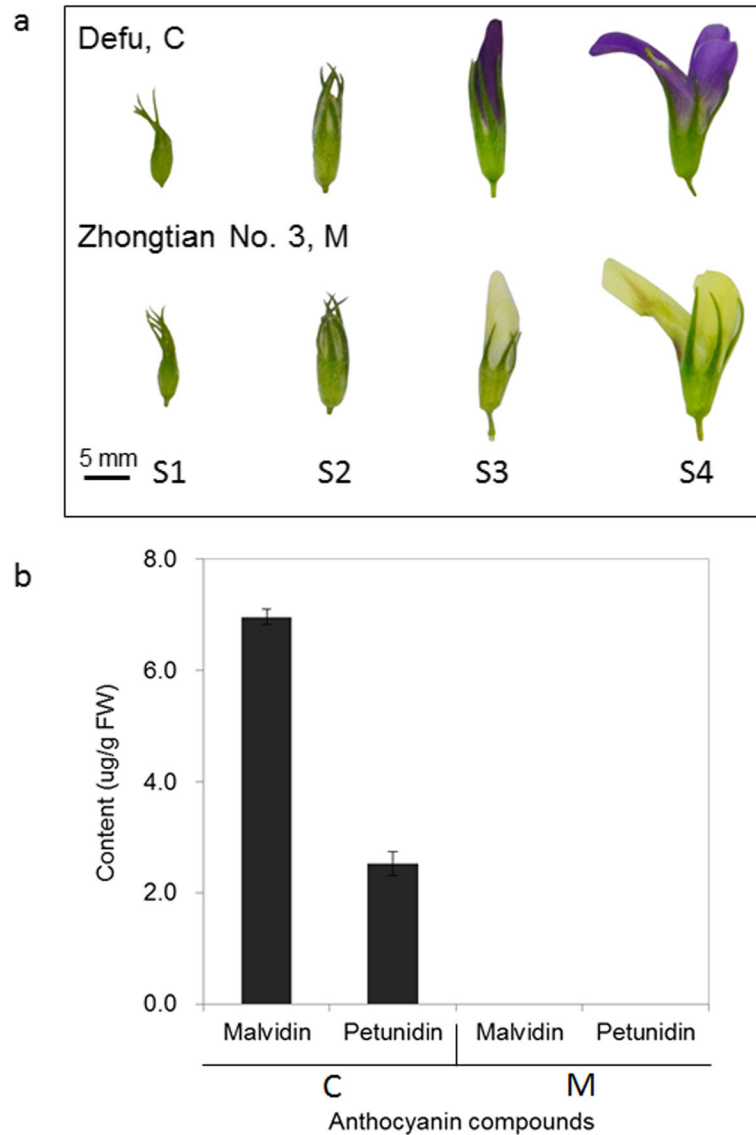 a
Defu, C
Zhongtian No. 3, M
5 mm
S1 S2 S3 S4
b
8.0
6.0
4.0
2.0
0.0
Content (ug/g FW)
Malvidin Petunidin Malvidin Petunidin
C M
Anthocyanin compounds